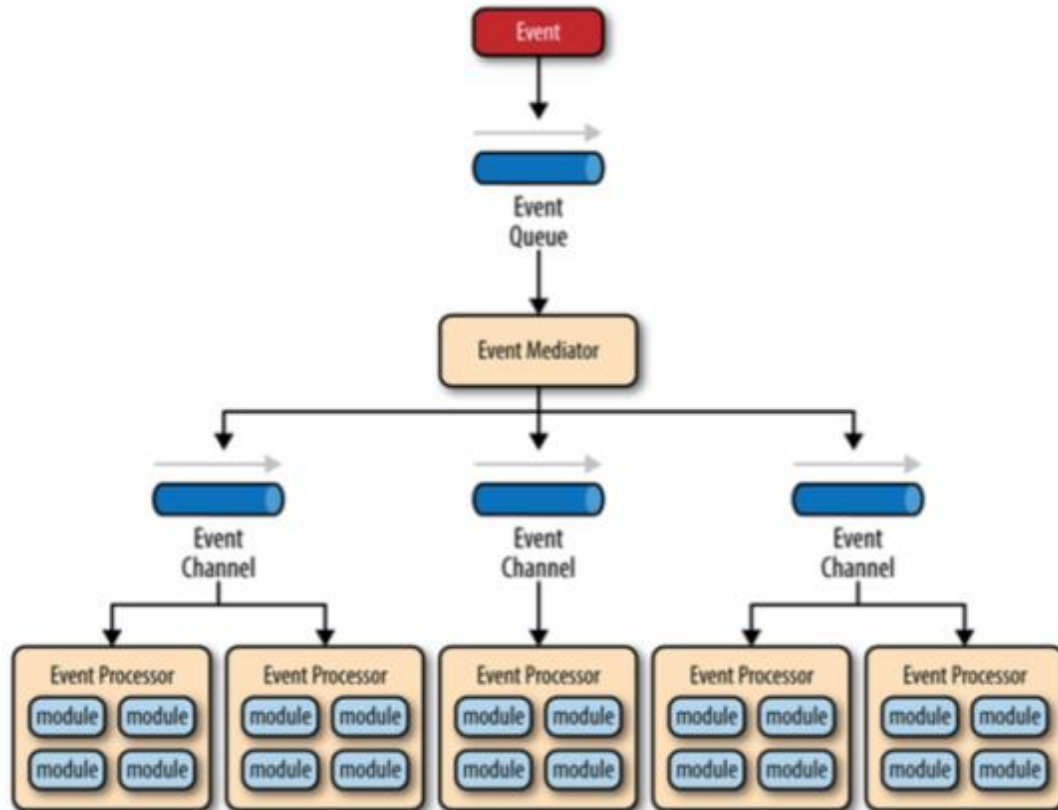 Event
Event
Queue
Event Mediator
Event
Channel
Event
Channel
Event
Channel
Event Processor
module module
module module
Event Processor
module module
module module
Event Processor
module module
module module
Event Processor
module module
module module
Event Processor
module module
module module